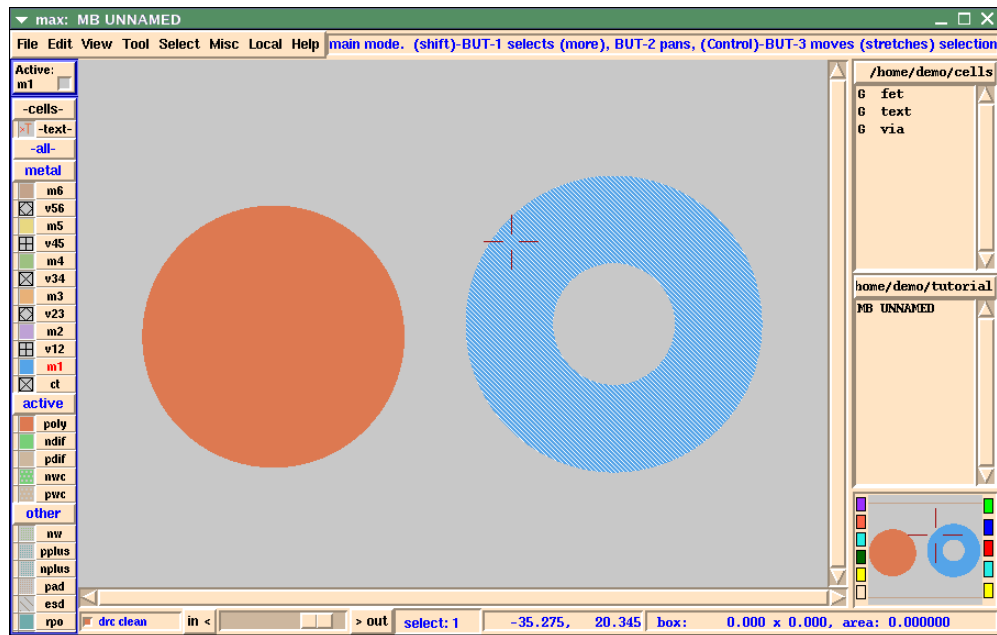 max: MB UNNAMED
File Edit View Tool Select Misc Local Help main mode. (shift)-BUT-1 selects (more), BUT-2 pans, (Control)-BUT-3 moves (stretches) selection
Active:
m1
-cells-
-text-
-all-
metal
m6
v56
m5
v45
m4
v34
m3
v23
m2
v12
m1
ct
active
poly
ndif
pdif
nwc
pwc
other
nw
pplus
nplus
pad
esd
rpo
/home/demo/cells
G fet
G text
G via
home/demo/tutorial
MB UNNAMED
drc clean in < > out select: 1 -35.275, 20.345 box: 0.000 x 0.000, area: 0.000000